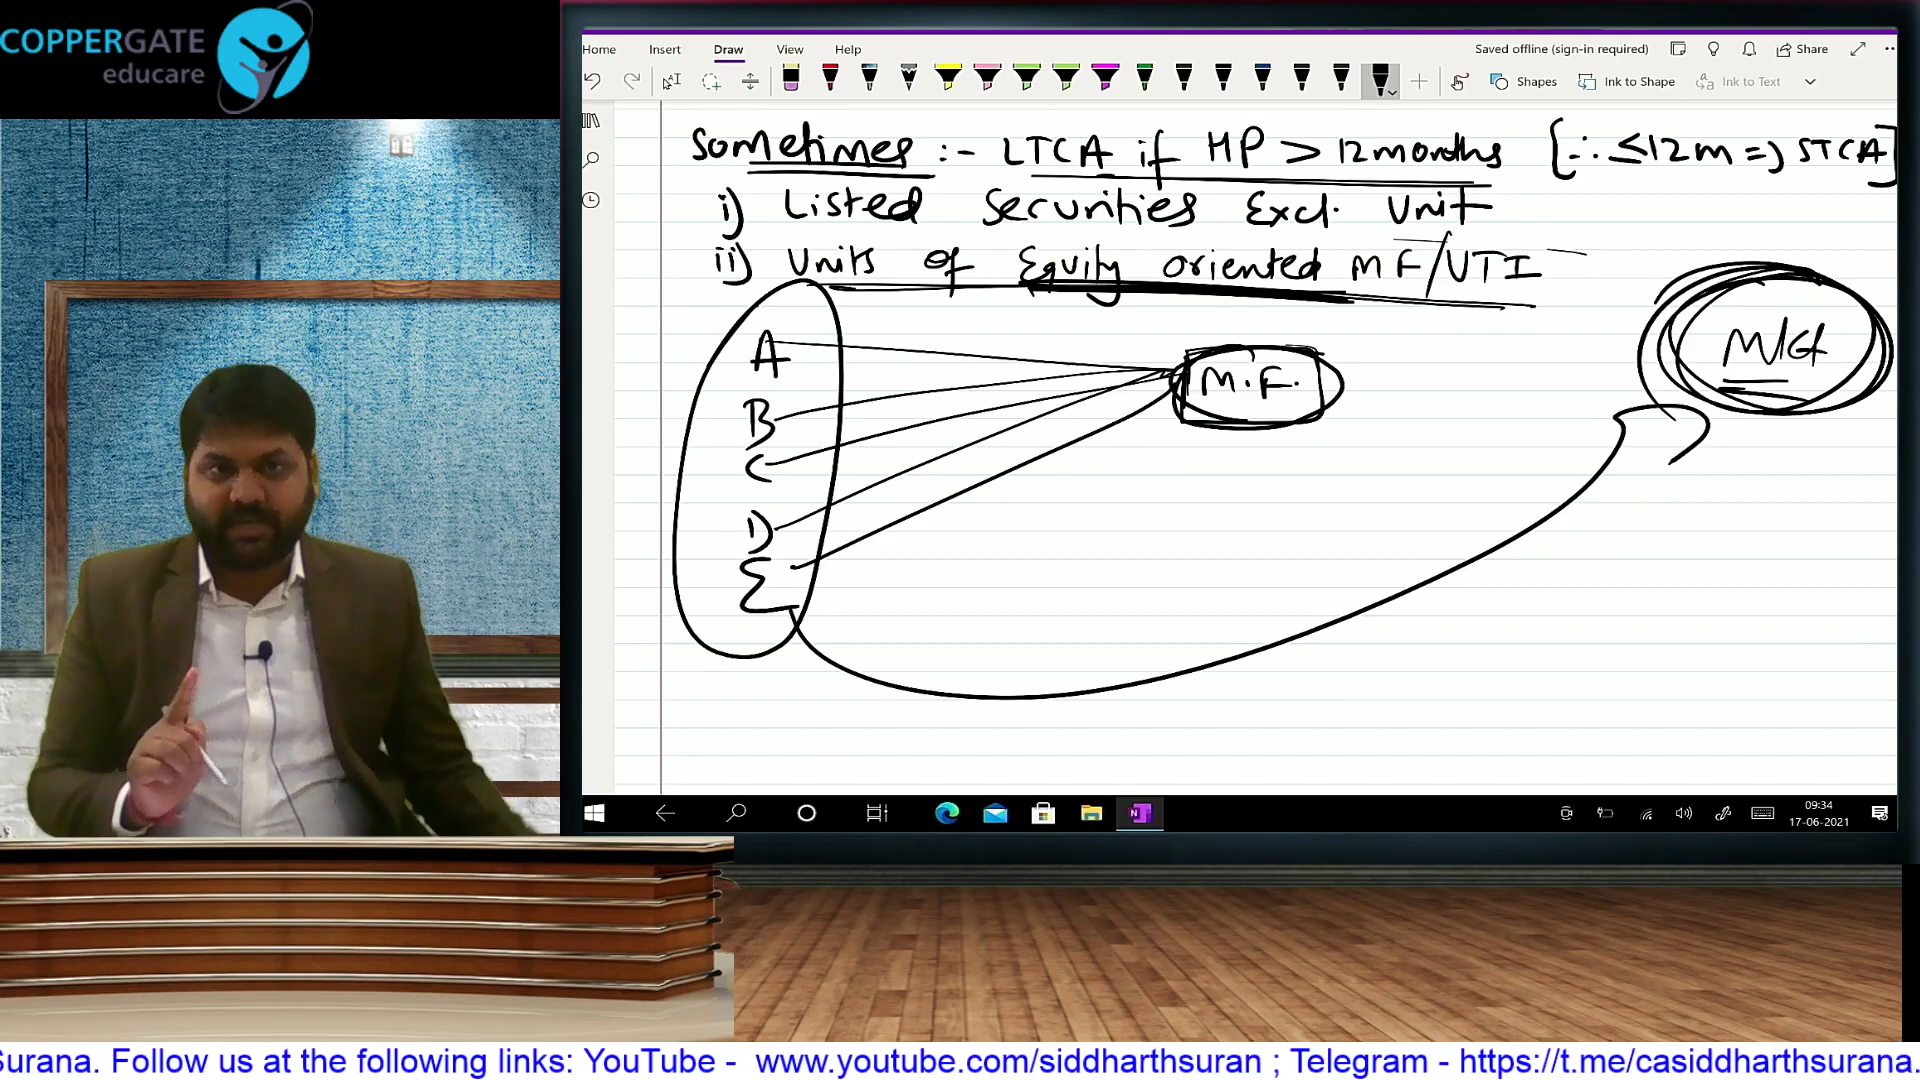 COPPERGATE
educare
Home Insert Draw View Help Saved offline (sign-in required) Share
Shapes Ink to Shape Ink to Text
Sometimes :- LTCA if HP > 12 months [∴ ≤12m => STCA]
i) Listed Securities Excl. Unit
ii) Units of Equity oriented MF/UTI
A
M.F.
B
C
D
E
09:34
17-06-2021
Surana. Follow us at the following links: YouTube - www.youtube.com/siddharthsuran ; Telegram - https://t.me/casiddharthsurana.